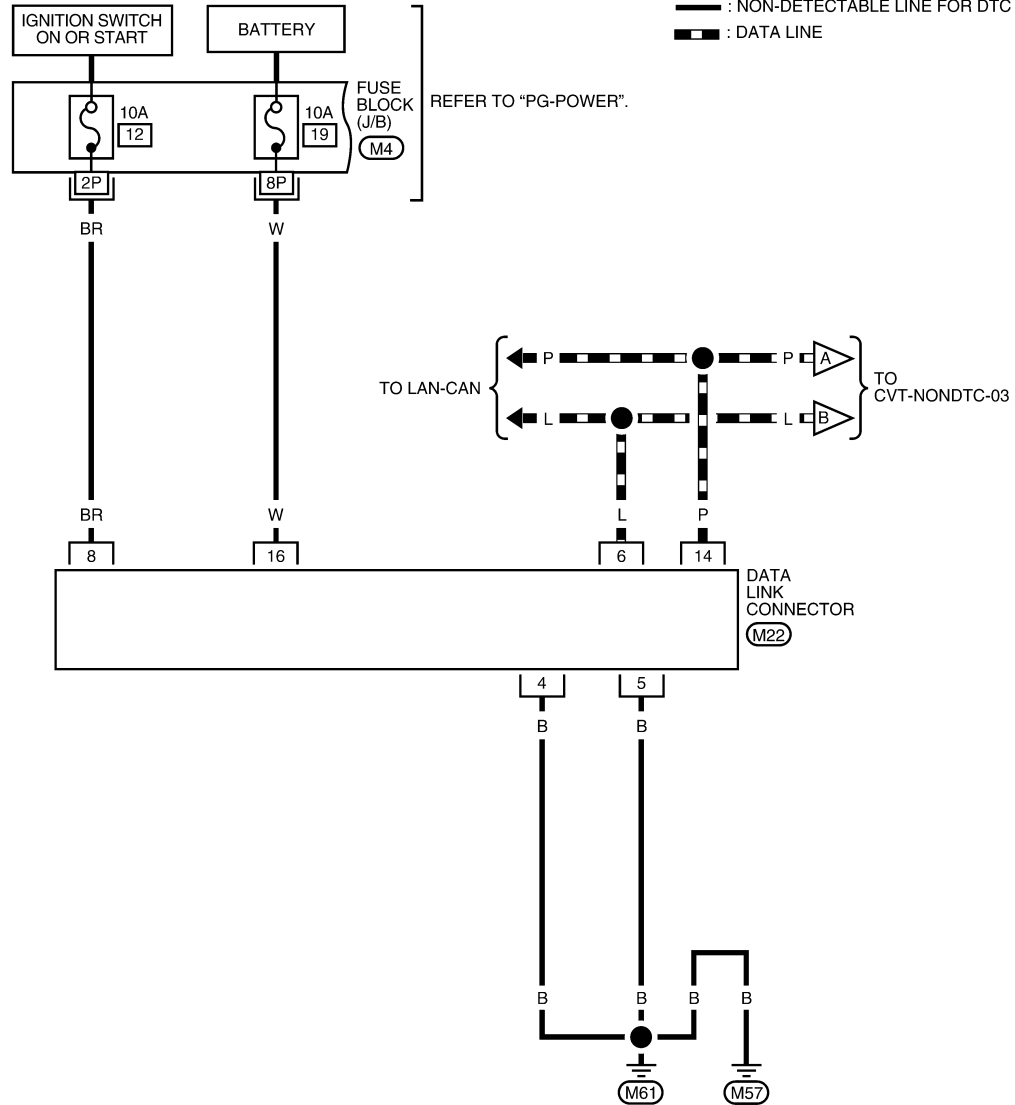 IGNITION SWITCH
ON OR START
BATTERY
: NON-DETECTABLE LINE FOR DTC
: DATA LINE
10A
12
10A
19
FUSE
BLOCK
(J/B)
M4
REFER TO “PG-POWER”.
2P
8P
BR
W
TO LAN-CAN
P
P
A
L
L
B
TO
CVT-NONDTC-03
BR
W
L
P
8
16
6
14
DATA
LINK
CONNECTOR
M22
4
5
B
B
B
B
B
B
M61
M57